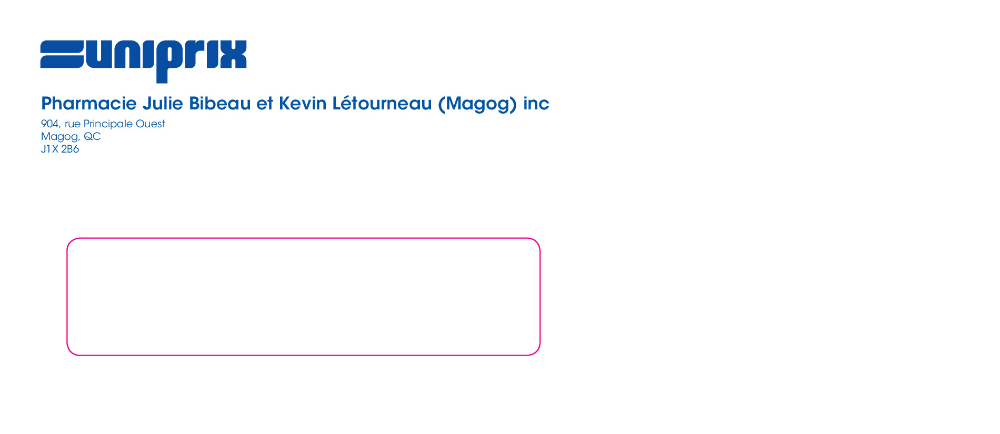 uniprix
Pharmacie Julie Bibeau et Kevin Létourneau (Magog) inc
904, rue Principale Ouest
Magog, QC
J1X 2B6